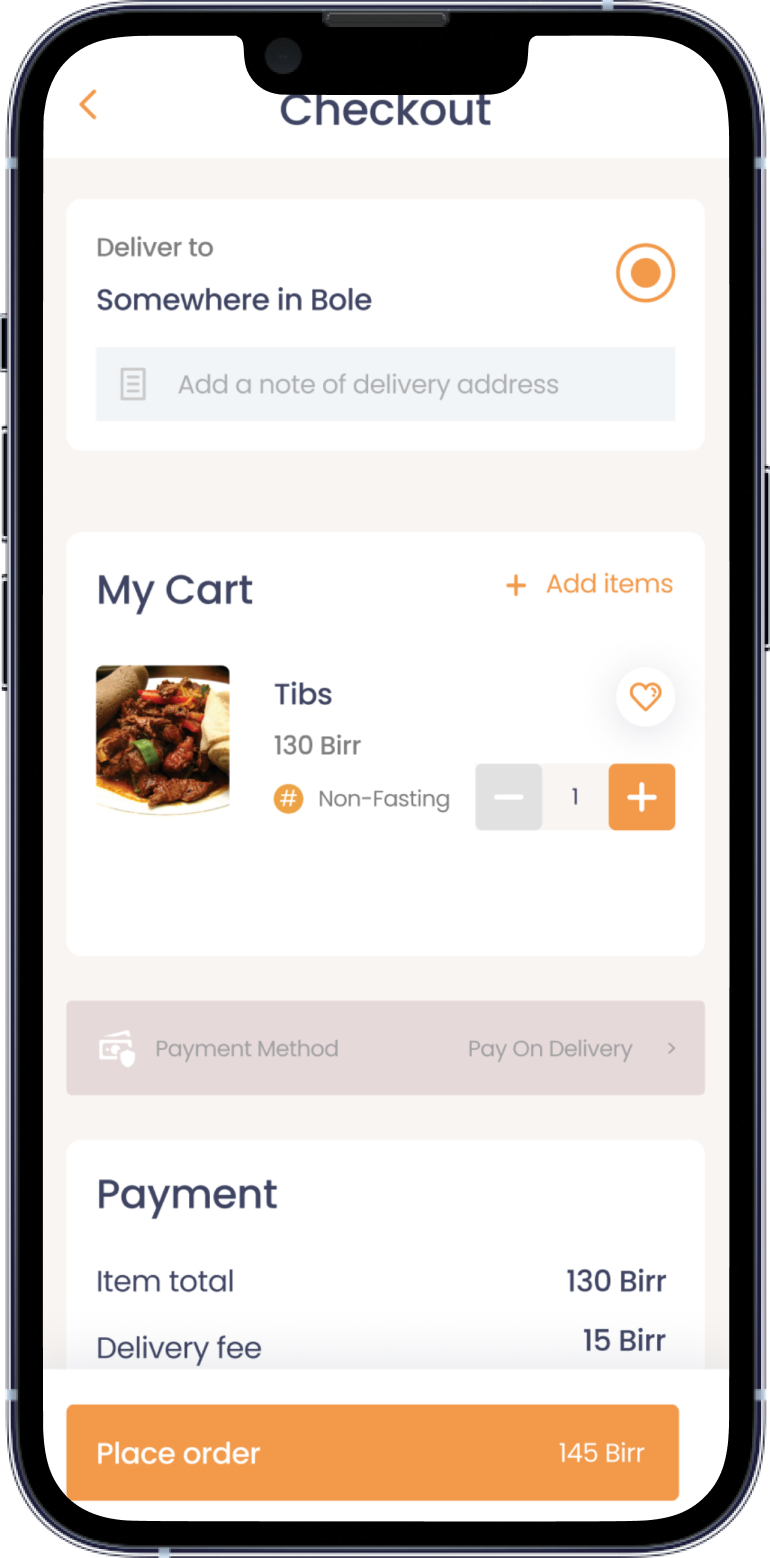 Checkout
Deliver to
Somewhere in Bole
Add a note of delivery address
My Cart
+ Add items
Tibs
130 Birr
# Non-Fasting
1
Payment Method Pay On Delivery >
Payment
Item total 130 Birr
Delivery fee 15 Birr
Place order 145 Birr